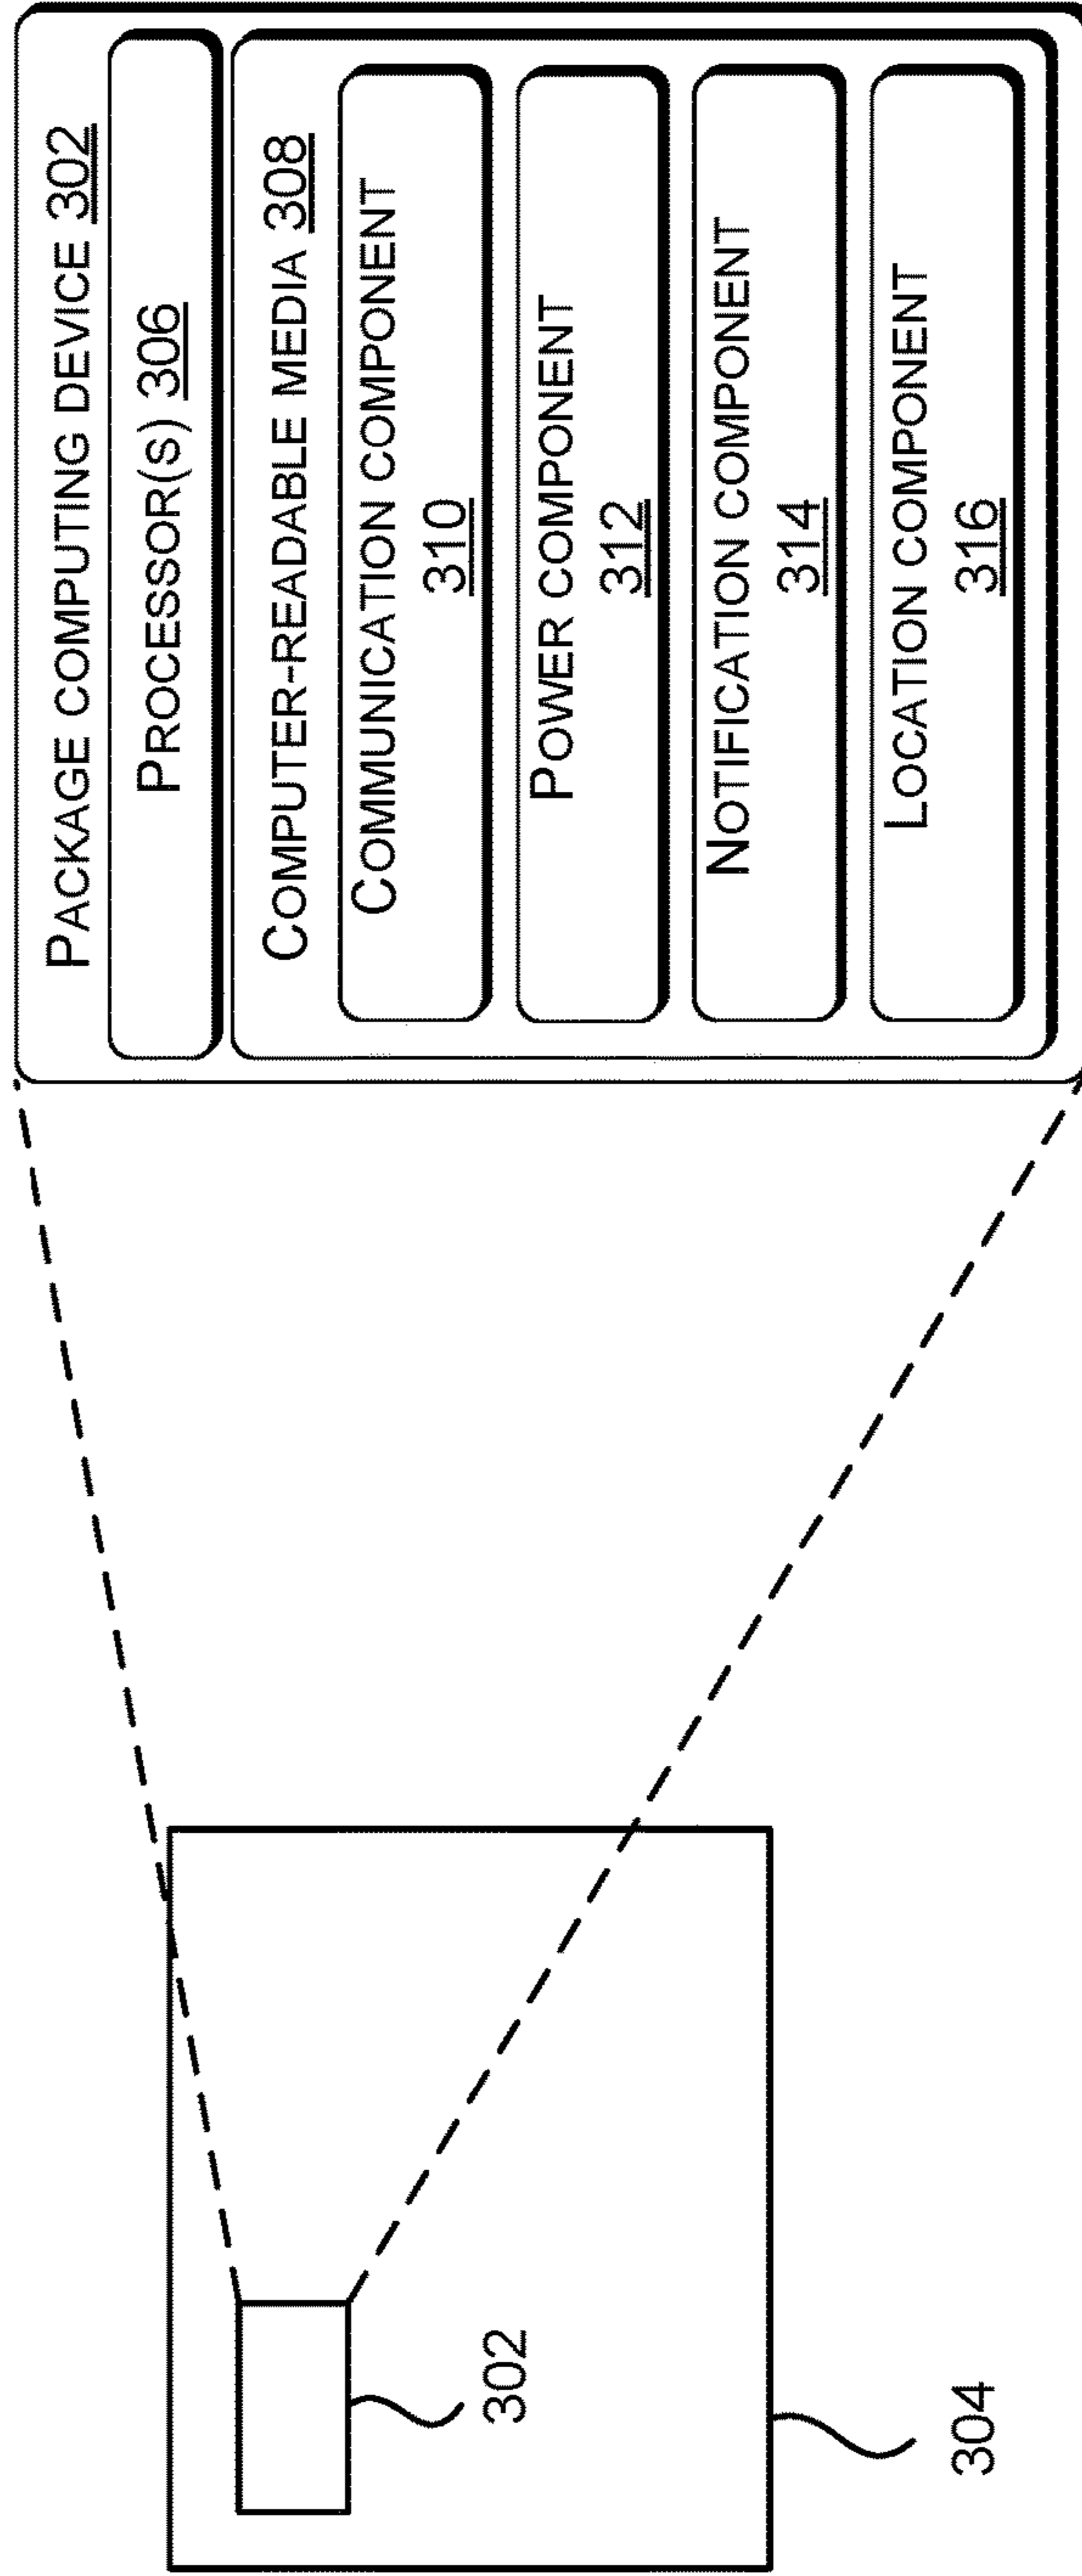 PACKAGE COMPUTING DEVICE 302
PROCESSOR(S) 306
COMPUTER-READABLE MEDIA 308
COMMUNICATION COMPONENT
310
POWER COMPONENT
312
NOTIFICATION COMPONENT
314
LOCATION COMPONENT
316
302
304